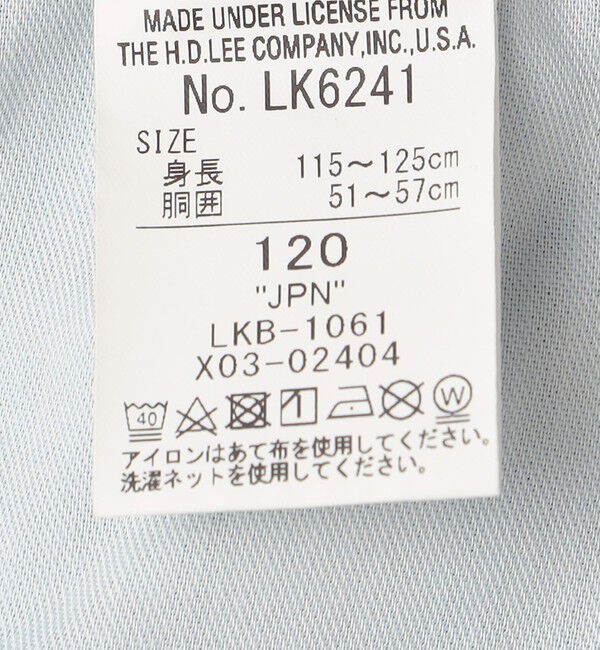 MADE UNDER LICENSE FROM
THE H.D.LEE COMPANY,INC.,U.S.A.
No. LK6241
SIZE
身長 115～125cm
胴囲 51～57cm
120
"JPN"
LKB-1061
X03-02404
40 W
アイロンはあて布を使用してください。
洗濯ネットを使用してください。